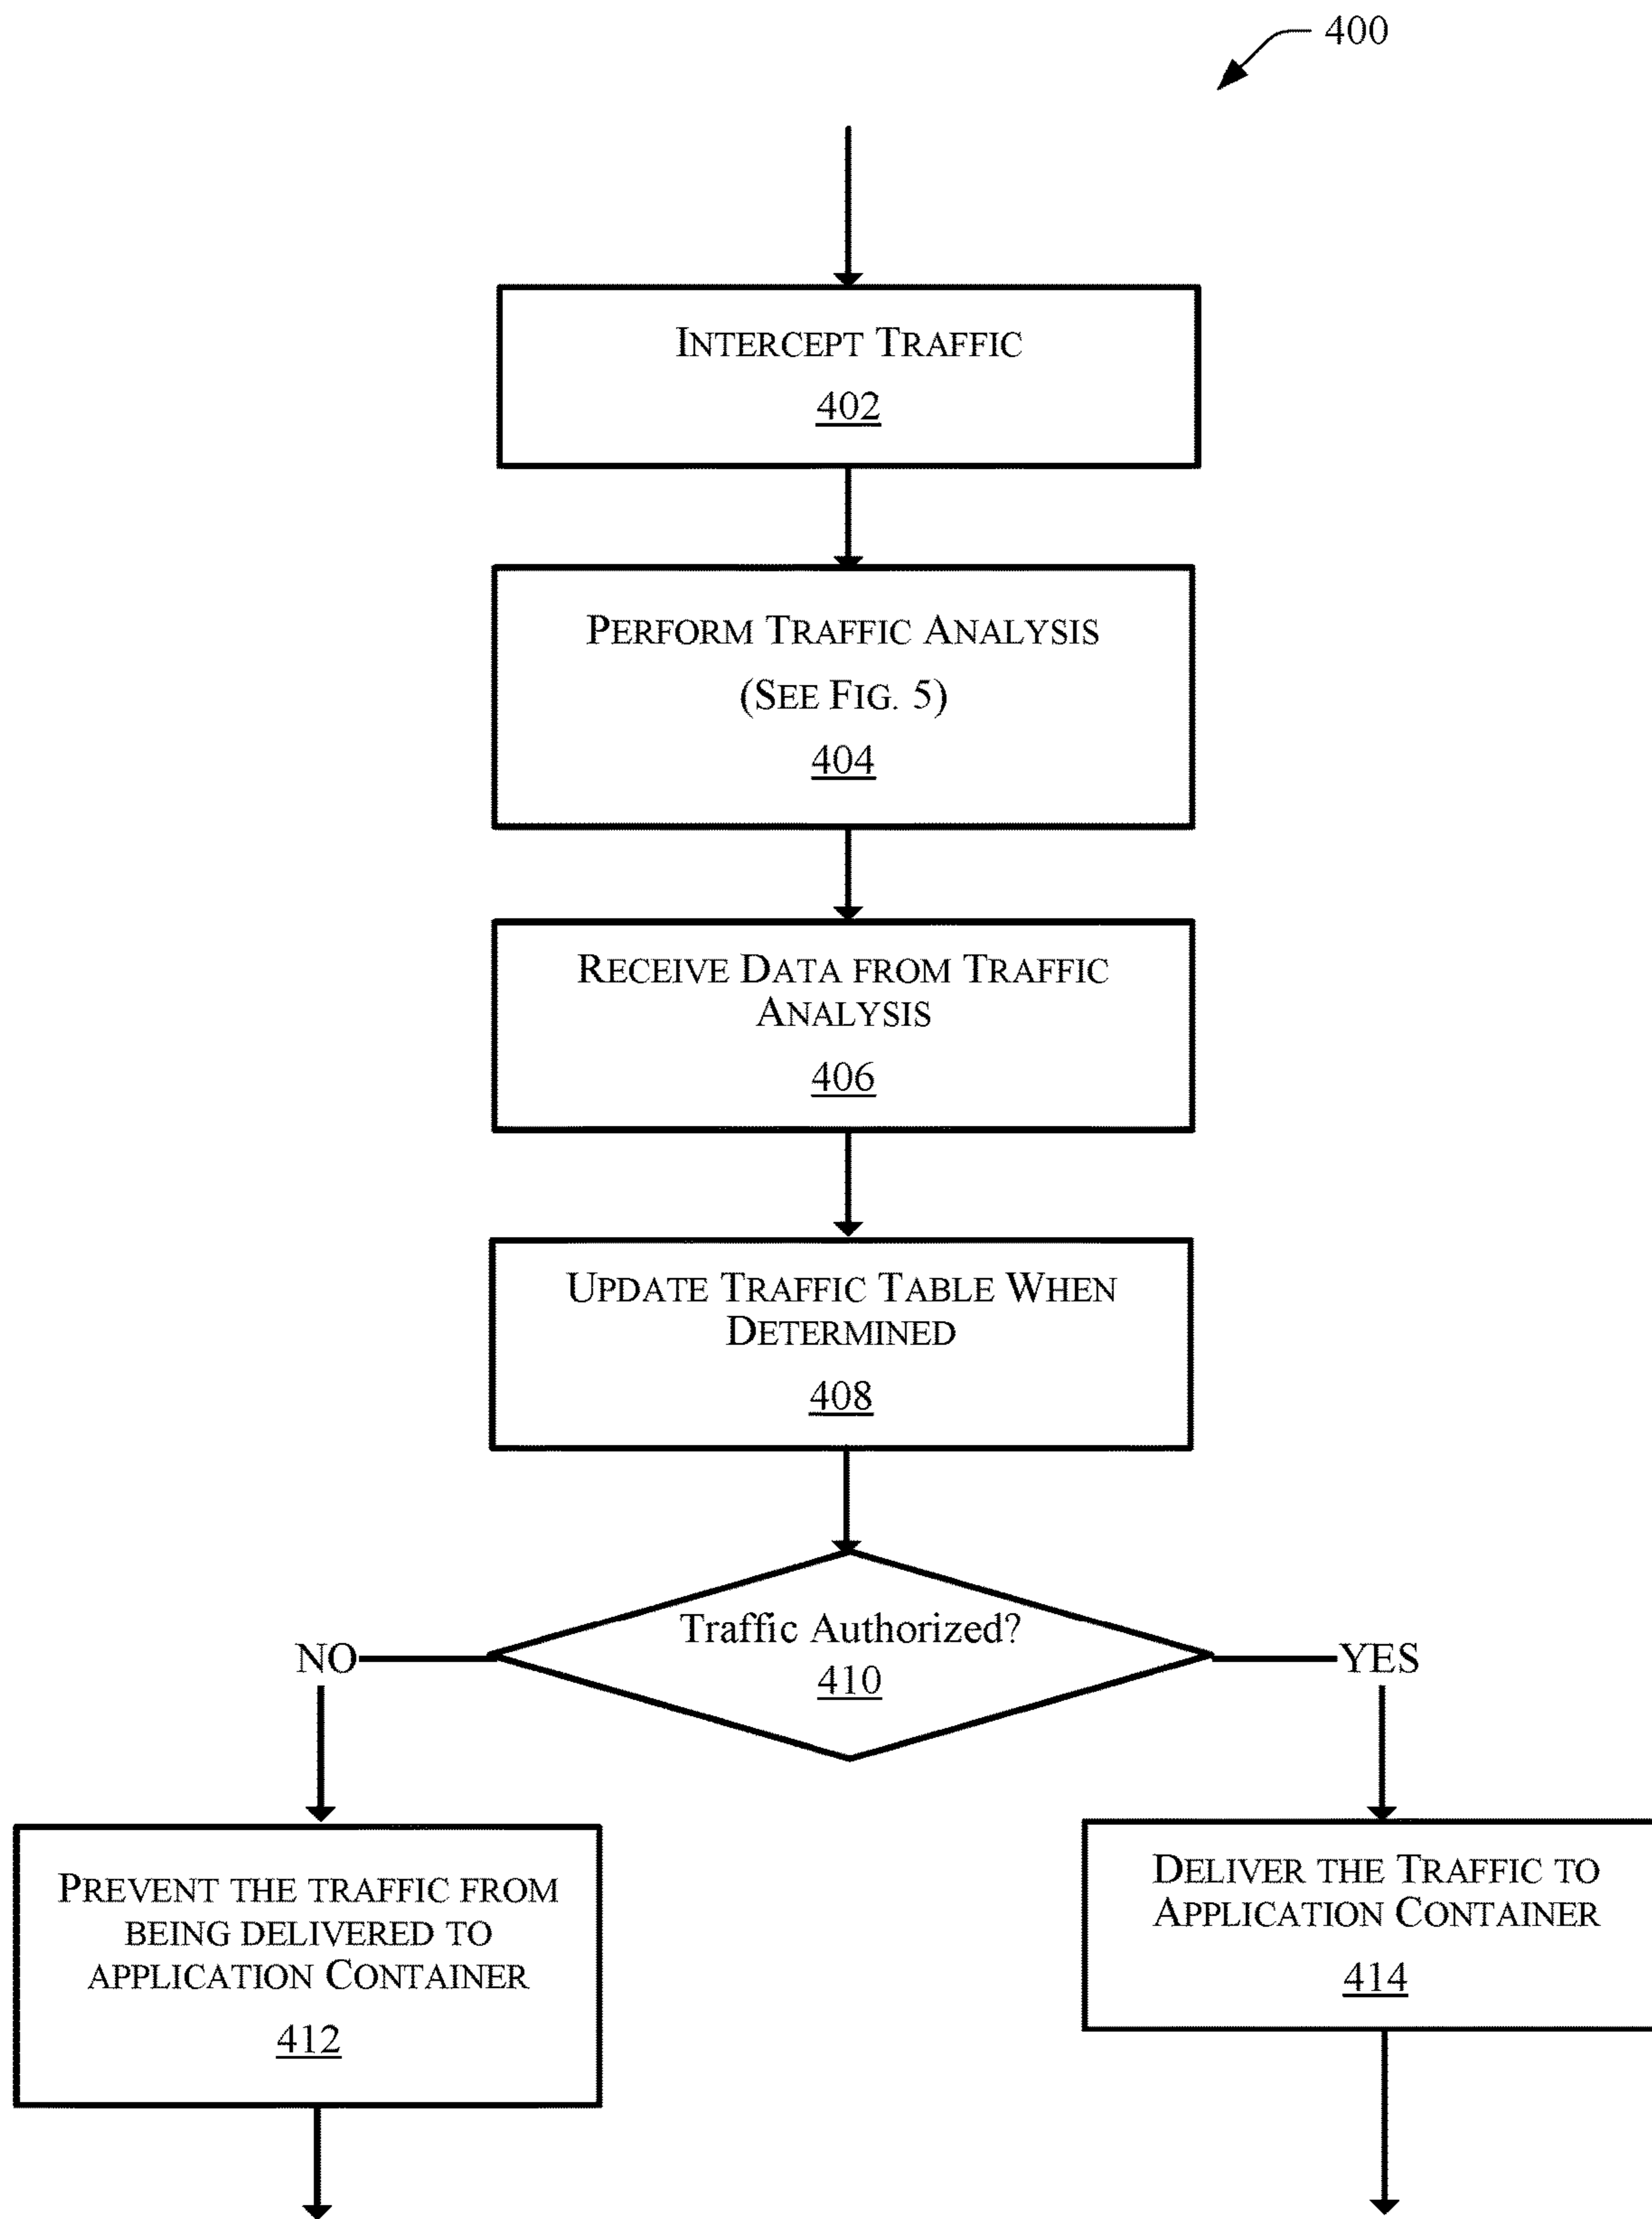 400
INTERCEPT TRAFFIC
402
PERFORM TRAFFIC ANALYSIS
(SEE FIG. 5)
404
RECEIVE DATA FROM TRAFFIC
ANALYSIS
406
UPDATE TRAFFIC TABLE WHEN
DETERMINED
408
Traffic Authorized?
410
NO
YES
PREVENT THE TRAFFIC FROM
BEING DELIVERED TO
APPLICATION CONTAINER
412
DELIVER THE TRAFFIC TO
APPLICATION CONTAINER
414